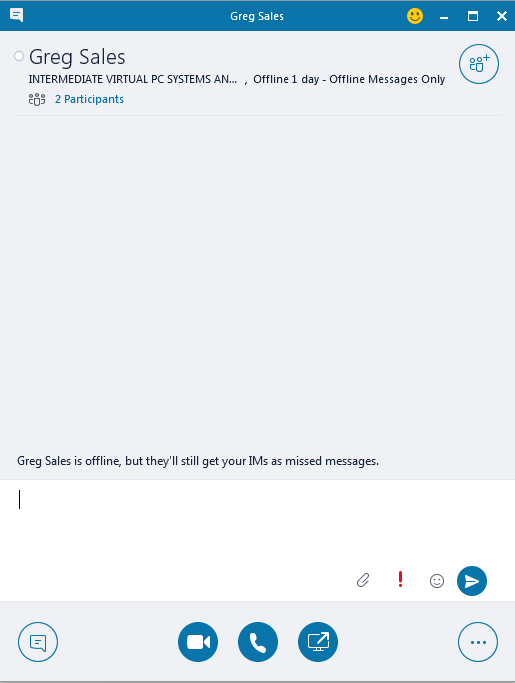 Greg Sales
Greg Sales
INTERMEDIATE VIRTUAL PC SYSTEMS AN... , Offline 1 day - Offline Messages Only
2 Participants
Greg Sales is offline, but they'll still get your IMs as missed messages.